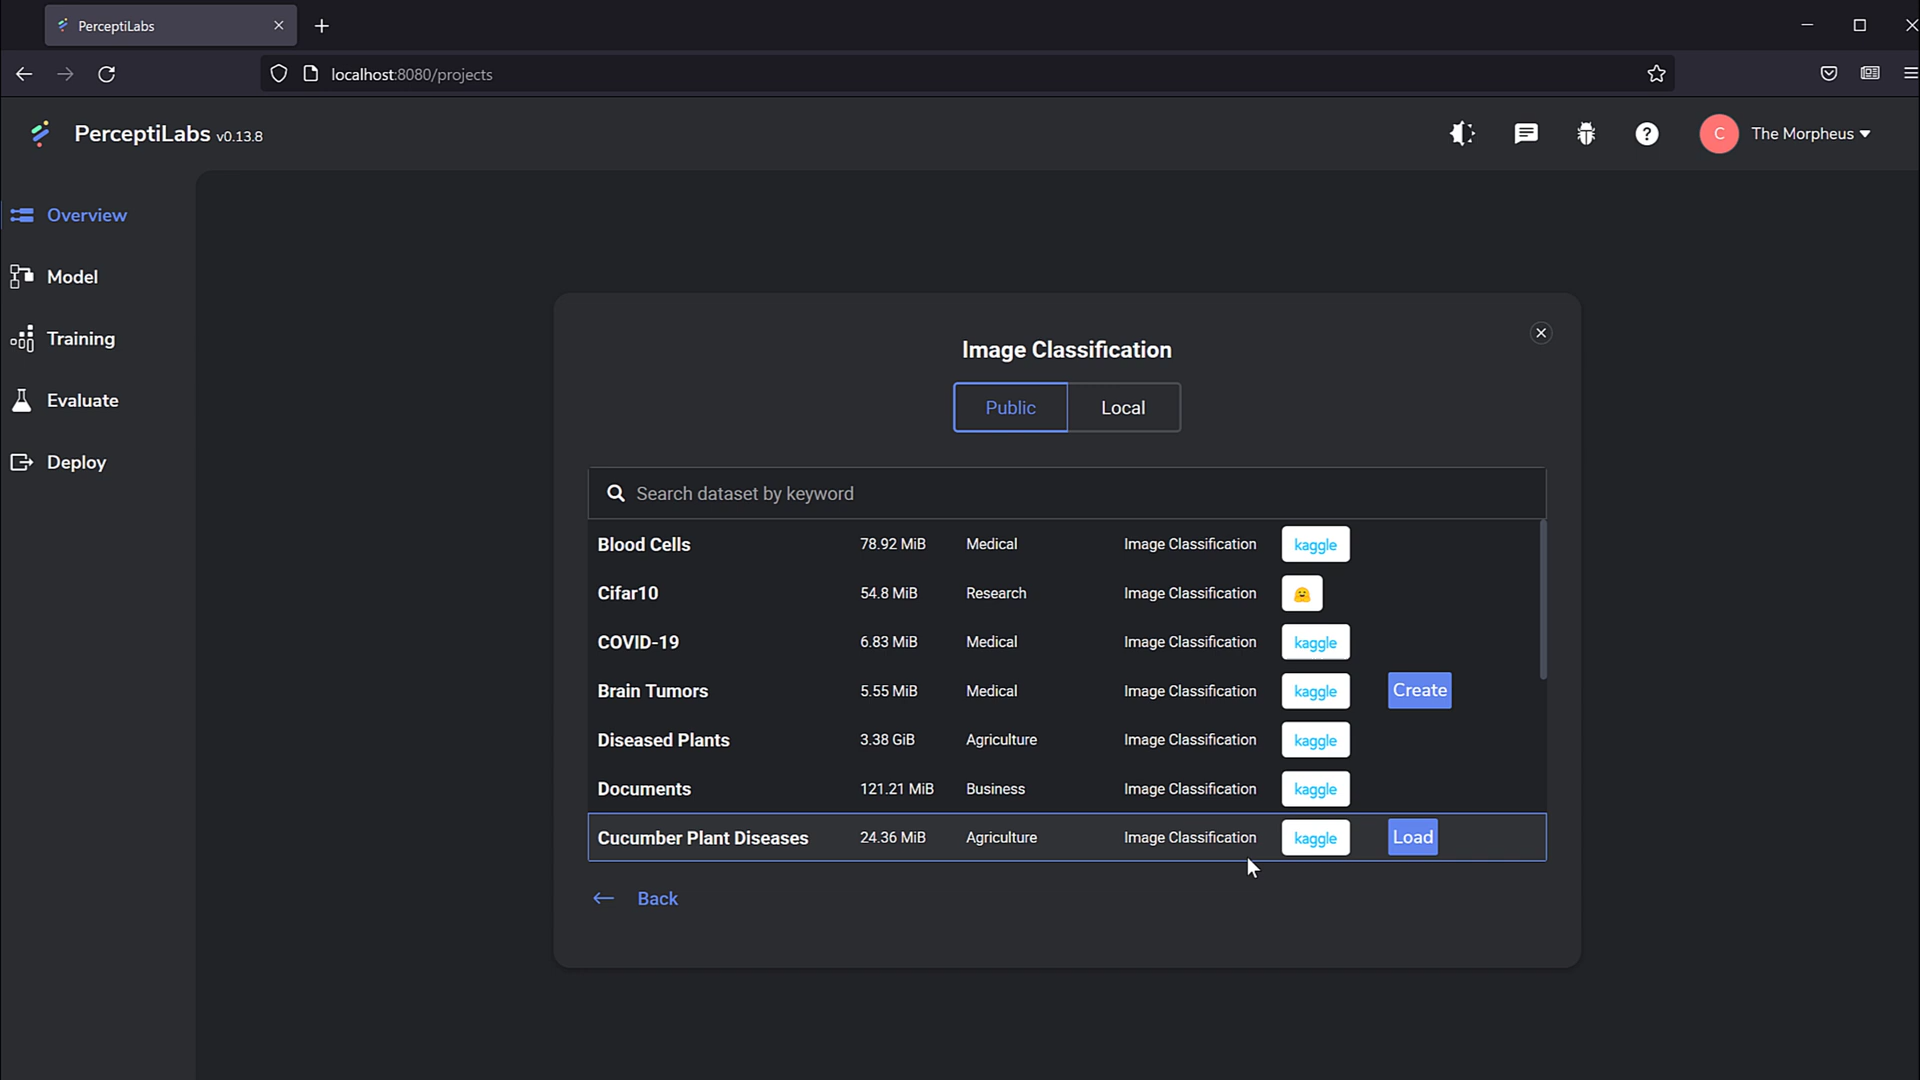 PerceptiLabs
localhost:8080/projects
PerceptiLabs v0.13.8
C The Morpheus
Overview
Model
Training
Evaluate
Deploy
Image Classification
Public Local
Search dataset by keyword
Blood Cells 78.92 MiB Medical Image Classification kaggle
Cifar10 54.8 MiB Research Image Classification
COVID-19 6.83 MiB Medical Image Classification kaggle
Brain Tumors 5.55 MiB Medical Image Classification kaggle Create
Diseased Plants 3.38 GiB Agriculture Image Classification kaggle
Documents 121.21 MiB Business Image Classification kaggle
Cucumber Plant Diseases 24.36 MiB Agriculture Image Classification kaggle Load
Back